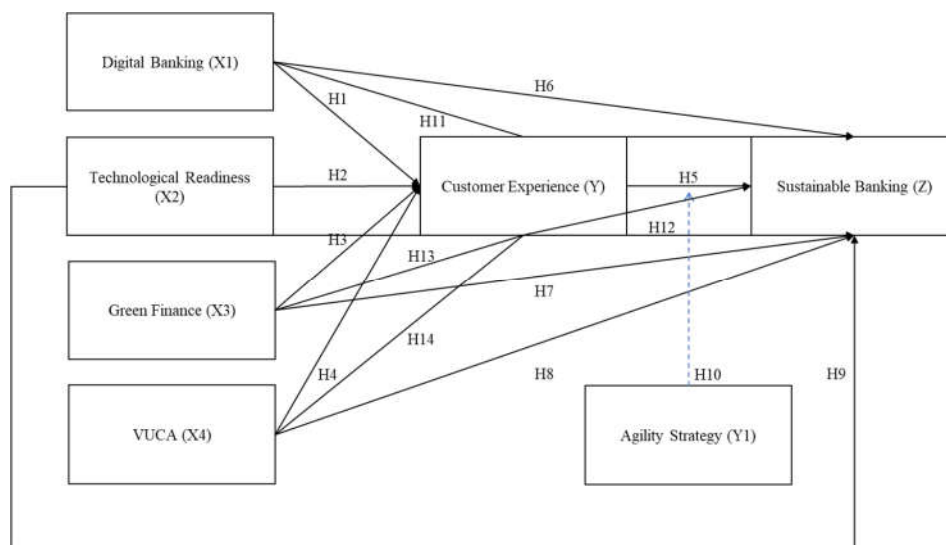 Digital Banking (X1)
H6
H1
H11
Technological Readiness
(X2)
H2
Customer Experience (Y)
H5
Sustainable Banking (Z)
H12
H3
H13
Green Finance (X3)
H7
H14
H4
H8
H10
H9
VUCA (X4)
Agility Strategy (Y1)